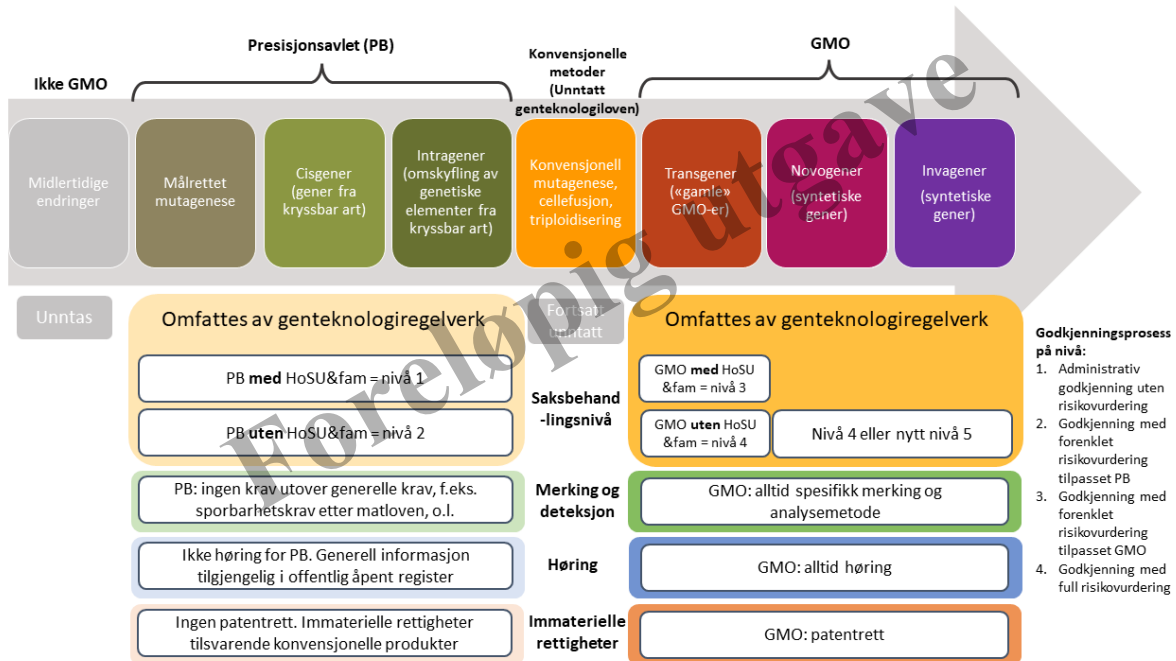 Presisjonsavlet (PB)
GMO
Ikke GMO
Konvensjonelle
metoder
(Unntatt
genteknologiloven)
Midlertidige
endringer
Målrettet
mutagenese
Cisgener
(gener fra
kryssbar art)
Intragener
(omskyfling av
genetiske
elementer fra
kryssbar art)
Konvensjonell
mutagenese,
cellefusjon,
triploidisering
Transgener
(«gamle»
GMO-er)
Novogener
(syntetiske
gener)
Invagener
(syntetiske
gener)
Unntas
Omfattes av genteknologiregelverk
Fortsatt
unntatt
Omfattes av genteknologiregelverk
PB med HoSU&fam = nivå 1
PB uten HoSU&fam = nivå 2
Saksbehand
-lingsnivå
GMO med HoSU
&fam = nivå 3
GMO uten HoSU
&fam = nivå 4
Nivå 4 eller nytt nivå 5
PB: ingen krav utover generelle krav, f.eks.
sporbarhetskrav etter matloven, o.l.
Merking og
deteksjon
GMO: alltid spesifikk merking og
analysemetode
Ikke høring for PB. Generell informasjon
tilgjengelig i offentlig åpent register
Høring
GMO: alltid høring
Ingen patentrett. Immaterielle rettigheter
tilsvarende konvensjonelle produkter
Immaterielle
rettigheter
GMO: patentrett
Godkjenningsprosess
på nivå:
1. Administrativ
godkjenning uten
risikovurdering
2. Godkjenning med
forenklet
risikovurdering
tilpasset PB
3. Godkjenning med
forenklet
risikovurdering
tilpasset GMO
4. Godkjenning med
full risikovurdering
Foreløpig utgave